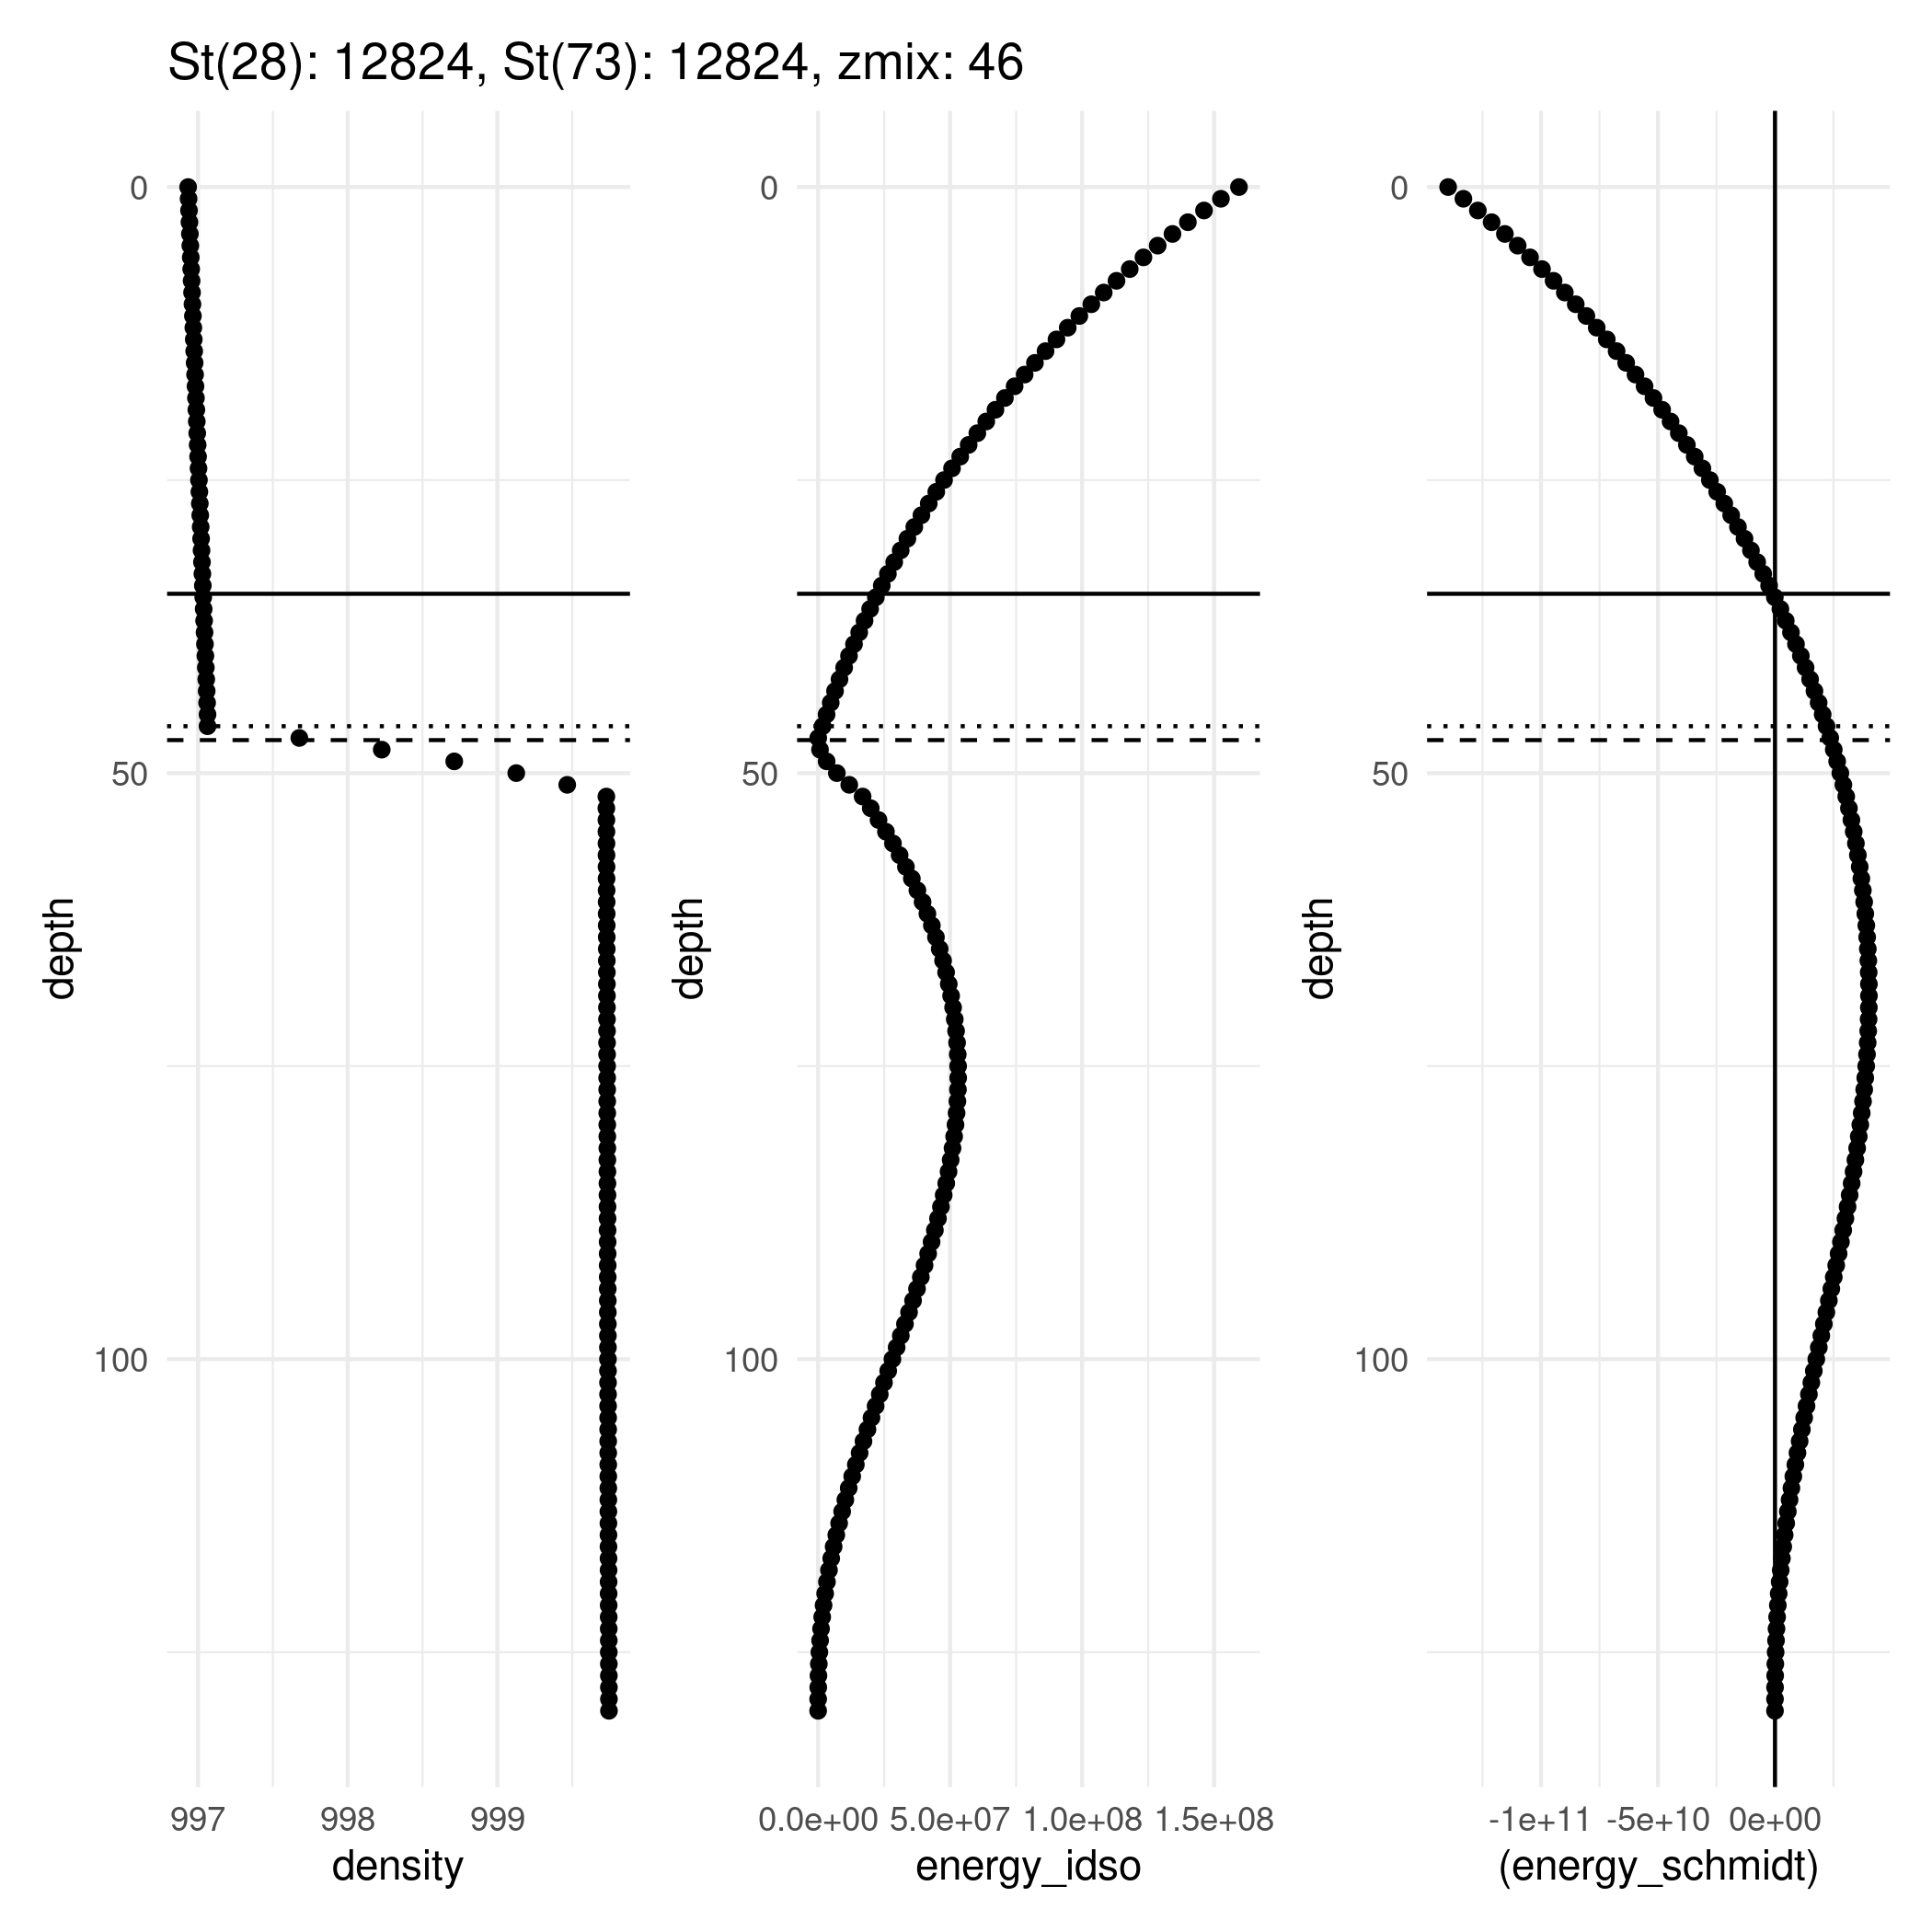 St(28): 12824, St(73): 12824, zmix: 46
0
50
100
depth
997 998 999
density
0
50
100
depth
0.0e+00 5.0e+07 1.0e+08 1.5e+08
energy_idso
0
50
100
depth
-1e+11 -5e+10 0e+00
(energy_schmidt)